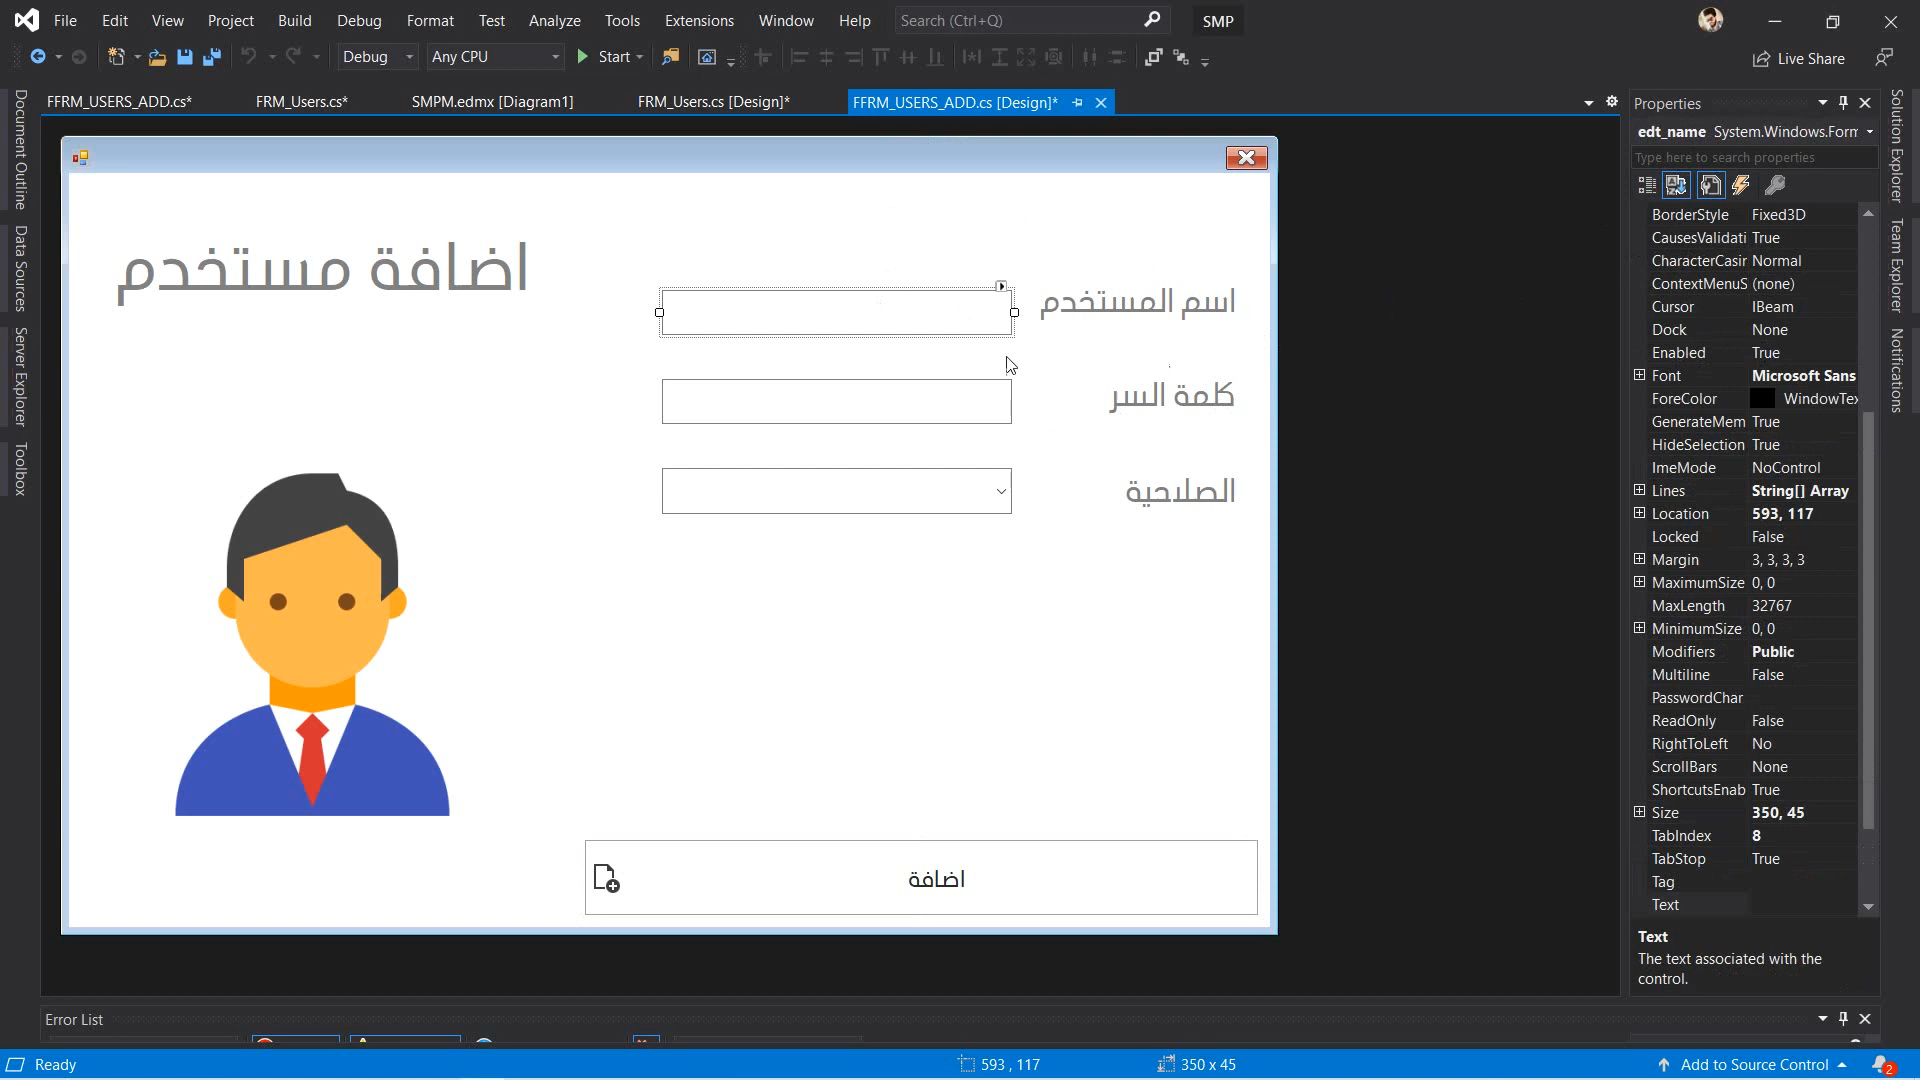 File Edit View Project Build Debug Format Test Analyze Tools Extensions Window Help Search (Ctrl+Q) SMP
Debug Any CPU Start Live Share
FFRM_USERS_ADD.cs* FRM_Users.cs* SMPM.edmx [Diagram1] FRM_Users.cs [Design]* FFRM_USERS_ADD.cs [Design]*
Document Outline
Data Sources
Server Explorer
Toolbox
اضافة مستخدم
اسم المستخدم
كلمة السر
الصلاحية
اضافة
Properties
edt_name System.Windows.Form
Type here to search properties
BorderStyle Fixed3D
CausesValidati True
CharacterCasir Normal
ContextMenuS (none)
Cursor IBeam
Dock None
Enabled True
Font Microsoft Sans
ForeColor WindowTex
GenerateMem True
HideSelection True
ImeMode NoControl
Lines String[] Array
Location 593, 117
Locked False
Margin 3, 3, 3, 3
MaximumSize 0, 0
MaxLength 32767
MinimumSize 0, 0
Modifiers Public
Multiline False
PasswordChar
ReadOnly False
RightToLeft No
ScrollBars None
ShortcutsEnab True
Size 350, 45
TabIndex 8
TabStop True
Tag
Text
Text
The text associated with the
control.
Solution Explorer
Team Explorer
Notifications
Error List
Ready 593 , 117 350 x 45 Add to Source Control 2